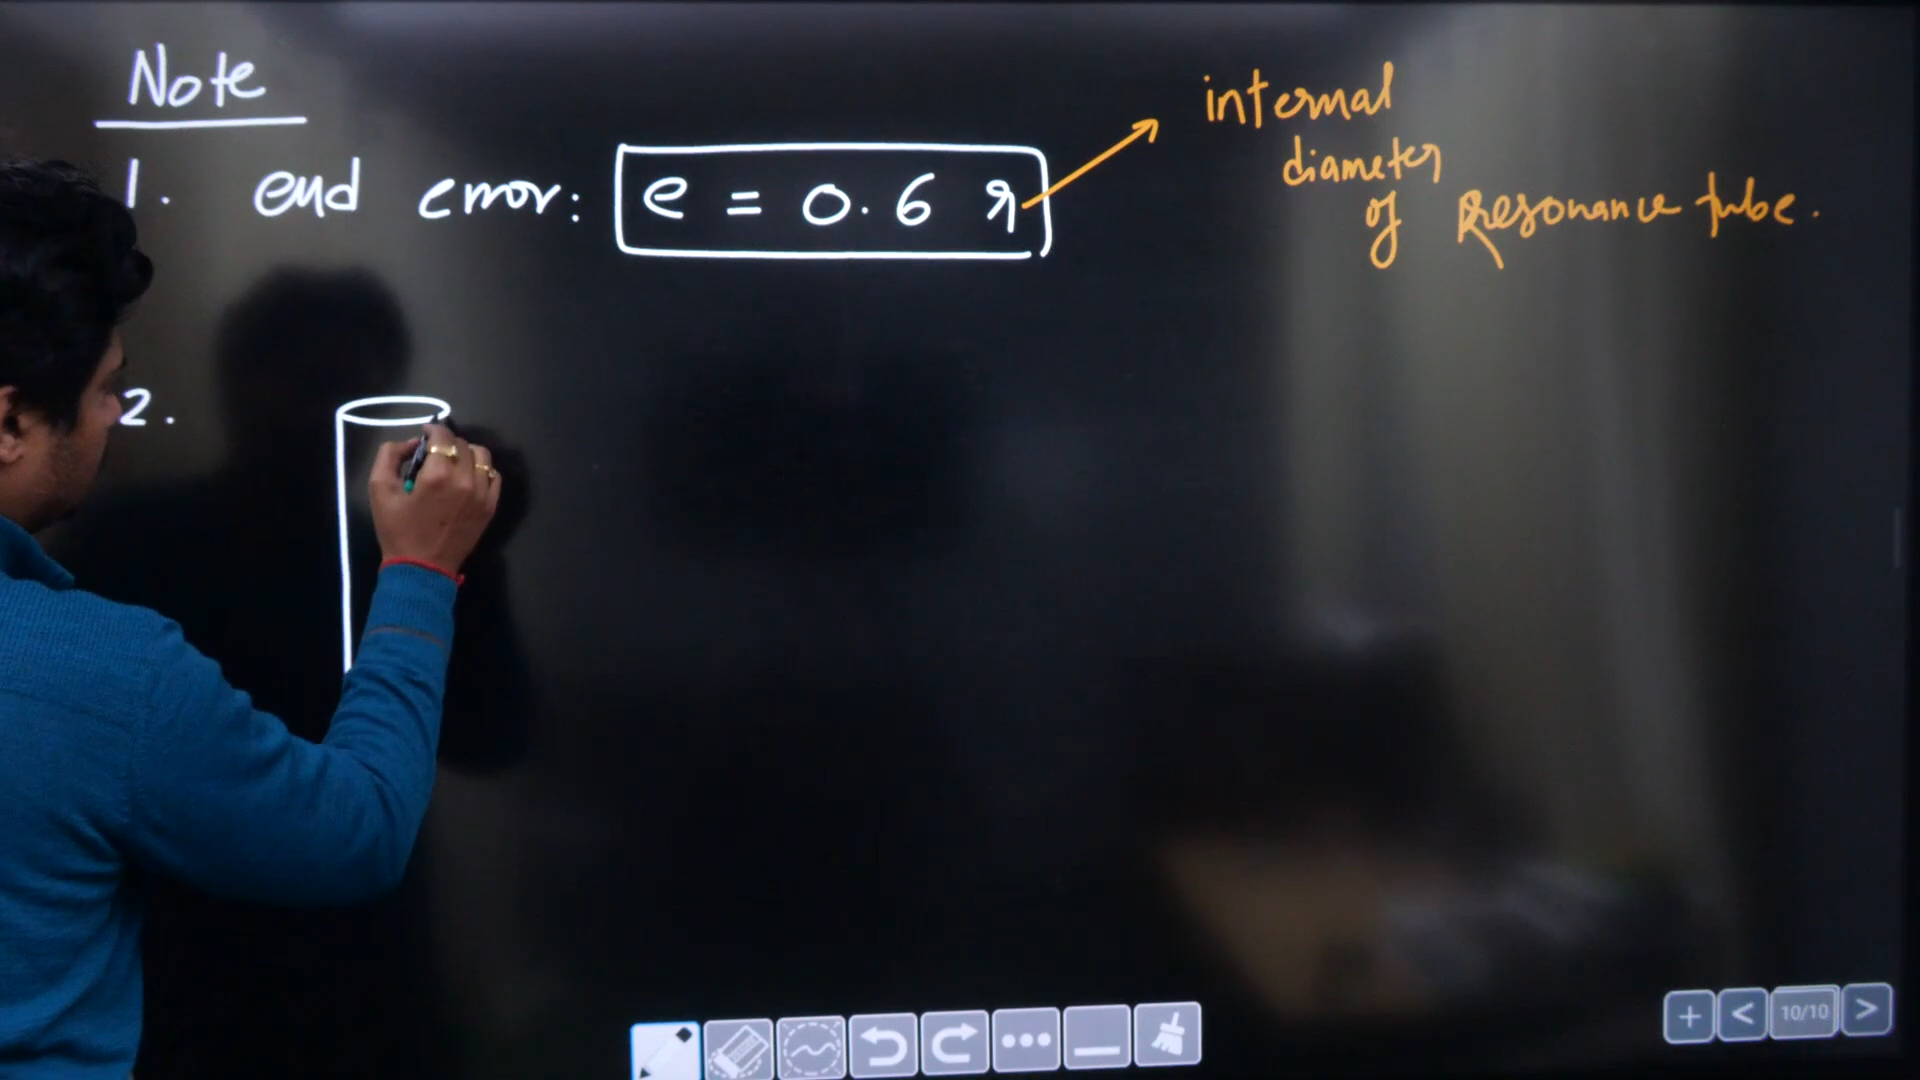 Note
1. end error: e = 0.6 r
internal
diameter
of Resonance tube.
2.
10/10